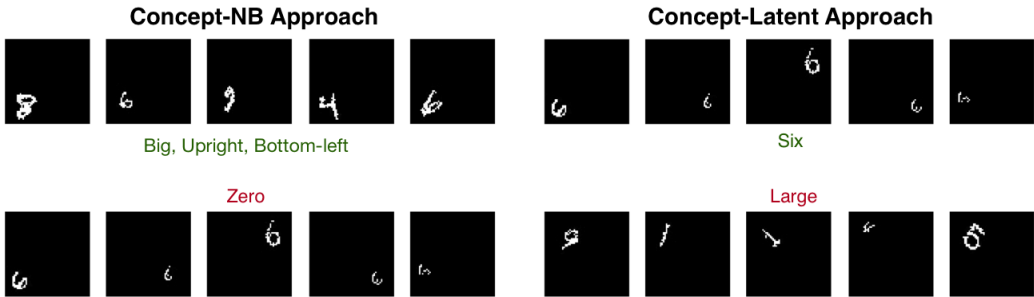 Concept-NB Approach
Big, Upright, Bottom-left
Zero
Concept-Latent Approach
Six
Large